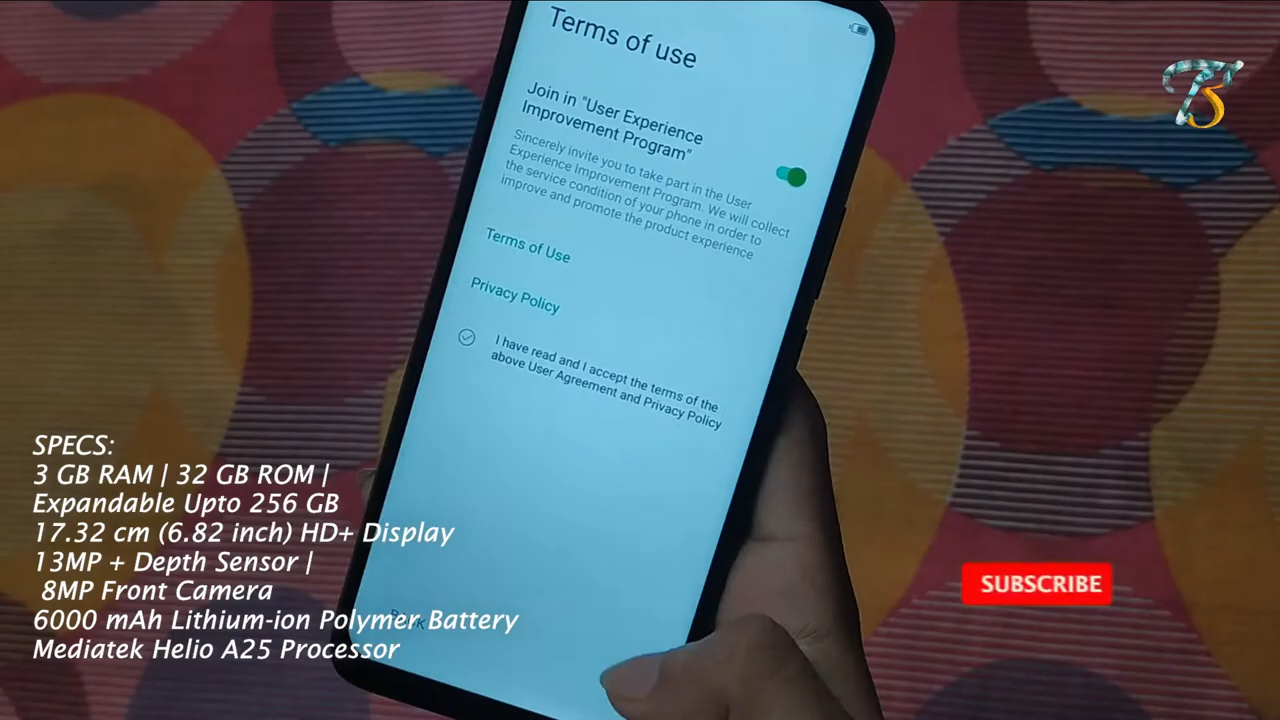 Terms of use
Join in "User Experience
Improvement Program"
Sincerely invite you to take part in the User
Experience Improvement Program. We will collect
the service condition of your phone in order to
improve and promote the product experience
Terms of Use
Privacy Policy
I have read and I accept the terms of the
above User Agreement and Privacy Policy
Back
SPECS:
3 GB RAM | 32 GB ROM |
Expandable Upto 256 GB
17.32 cm (6.82 inch) HD+ Display
13MP + Depth Sensor |
8MP Front Camera
6000 mAh Lithium-ion Polymer Battery
Mediatek Helio A25 Processor
SUBSCRIBE
TS